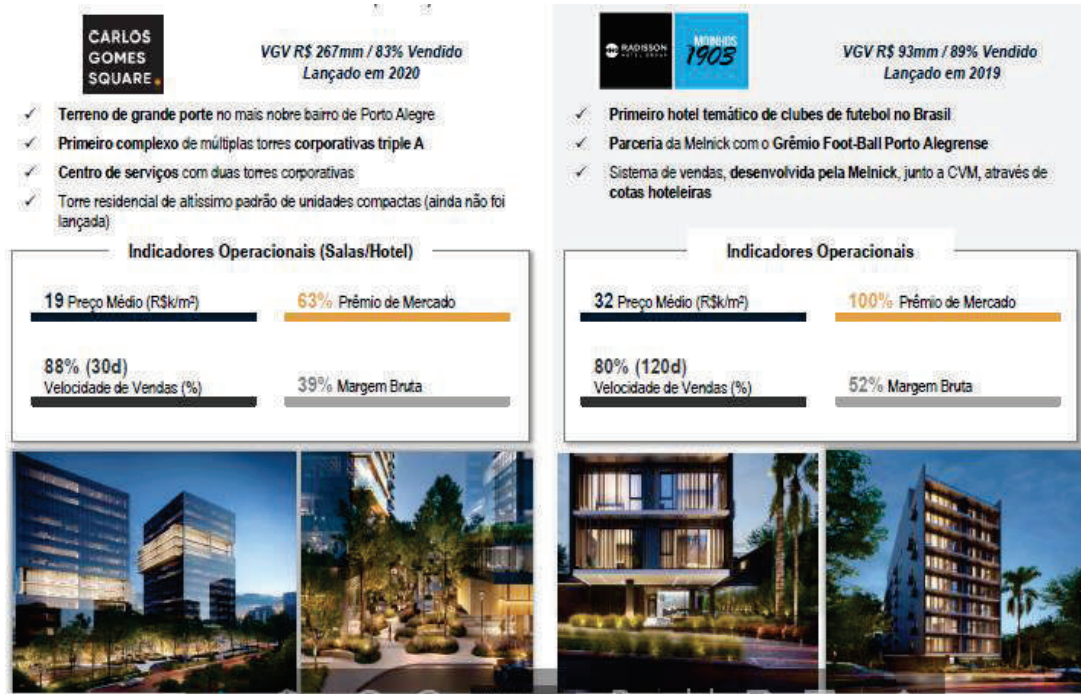 CARLOS
GOMES
SQUARE.
VGV R$ 267mm / 83% Vendido
Lançado em 2020
✓ Terreno de grande porte no mais nobre bairro de Porto Alegre
✓ Primeiro complexo de múltiplas torres corporativas triple A
✓ Centro de serviços com duas torres corporativas
✓ Torre residencial de altíssimo padrão de unidades compactas (ainda não foi
lançada)
Indicadores Operacionais (Salas/Hotel)
19 Preço Médio (R$k/m²)
63% Prêmio de Mercado
88% (30d)
Velocidade de Vendas (%)
39% Margem Bruta
RADISSON
HOTEL GROUP
MOINHOS
1903
VGV R$ 93mm / 89% Vendido
Lançado em 2019
✓ Primeiro hotel temático de clubes de futebol no Brasil
✓ Parceria da Melnick com o Grêmio Foot-Ball Porto Alegrense
✓ Sistema de vendas, desenvolvida pela Melnick, junto a CVM, através de
cotas hoteleiras
Indicadores Operacionais
32 Preço Médio (R$k/m²)
100% Prêmio de Mercado
80% (120d)
Velocidade de Vendas (%)
52% Margem Bruta